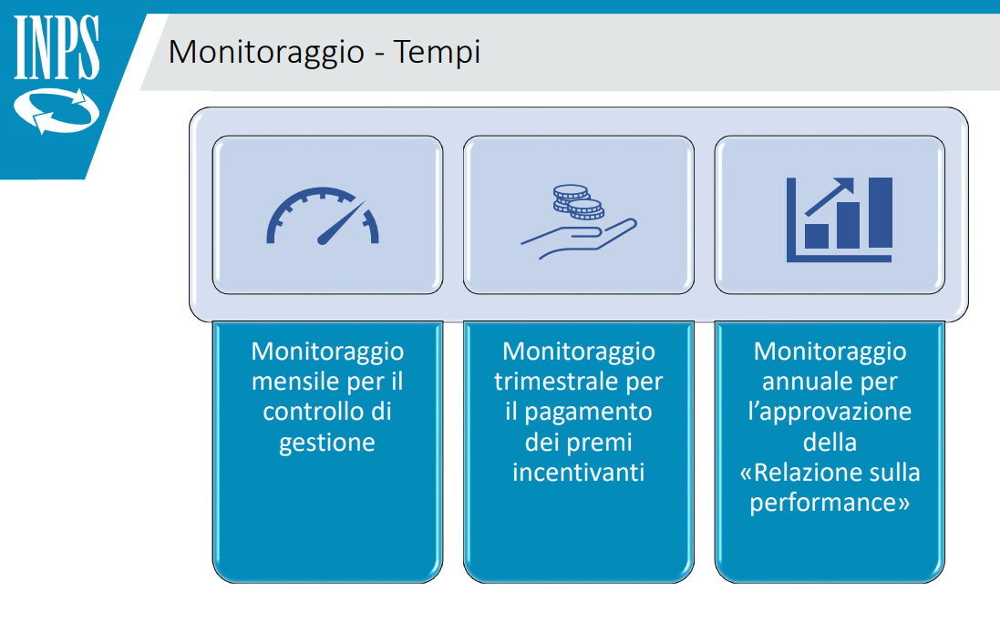 INPS
Monitoraggio - Tempi
Monitoraggio
mensile per il
controllo di
gestione
Monitoraggio
trimestrale per
il pagamento
dei premi
incentivanti
Monitoraggio
annuale per
l’approvazione
della
«Relazione sulla
performance»